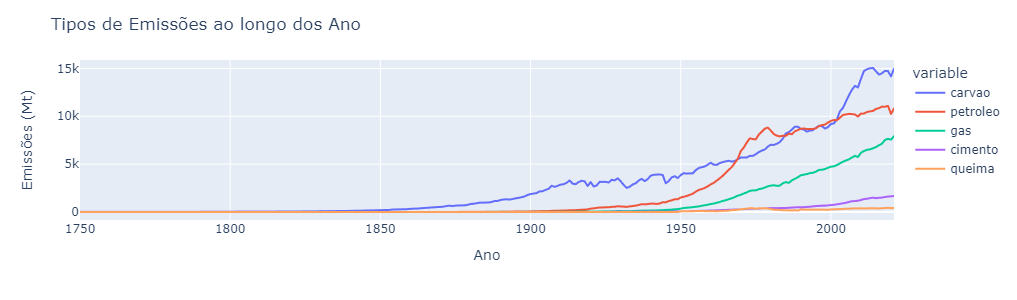 Tipos de Emissões ao longo dos Ano
Emissões (Mt)
15k
10k
5k
0
1750
1800
1850
1900
1950
2000
Ano
variable
carvao
petroleo
gas
cimento
queima